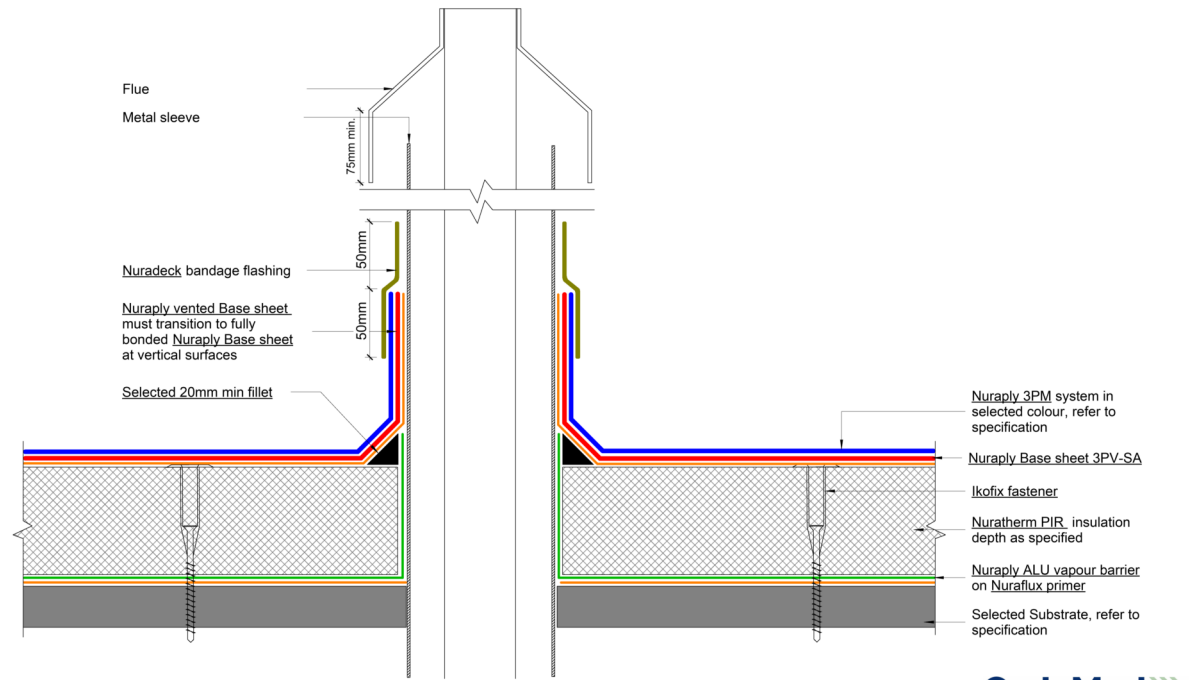 Flue
Metal sleeve
75mm min.
50mm
50mm
Nuradeck bandage flashing
Nuraply vented Base sheet
must transition to fully
bonded Nuraply Base sheet
at vertical surfaces
Selected 20mm min fillet
Nuraply 3PM system in
selected colour, refer to
specification
Nuraply Base sheet 3PV-SA
Ikofix fastener
Nuratherm PIR insulation
depth as specified
Nuraply ALU vapour barrier
on Nuraflux primer
Selected Substrate, refer to
specification